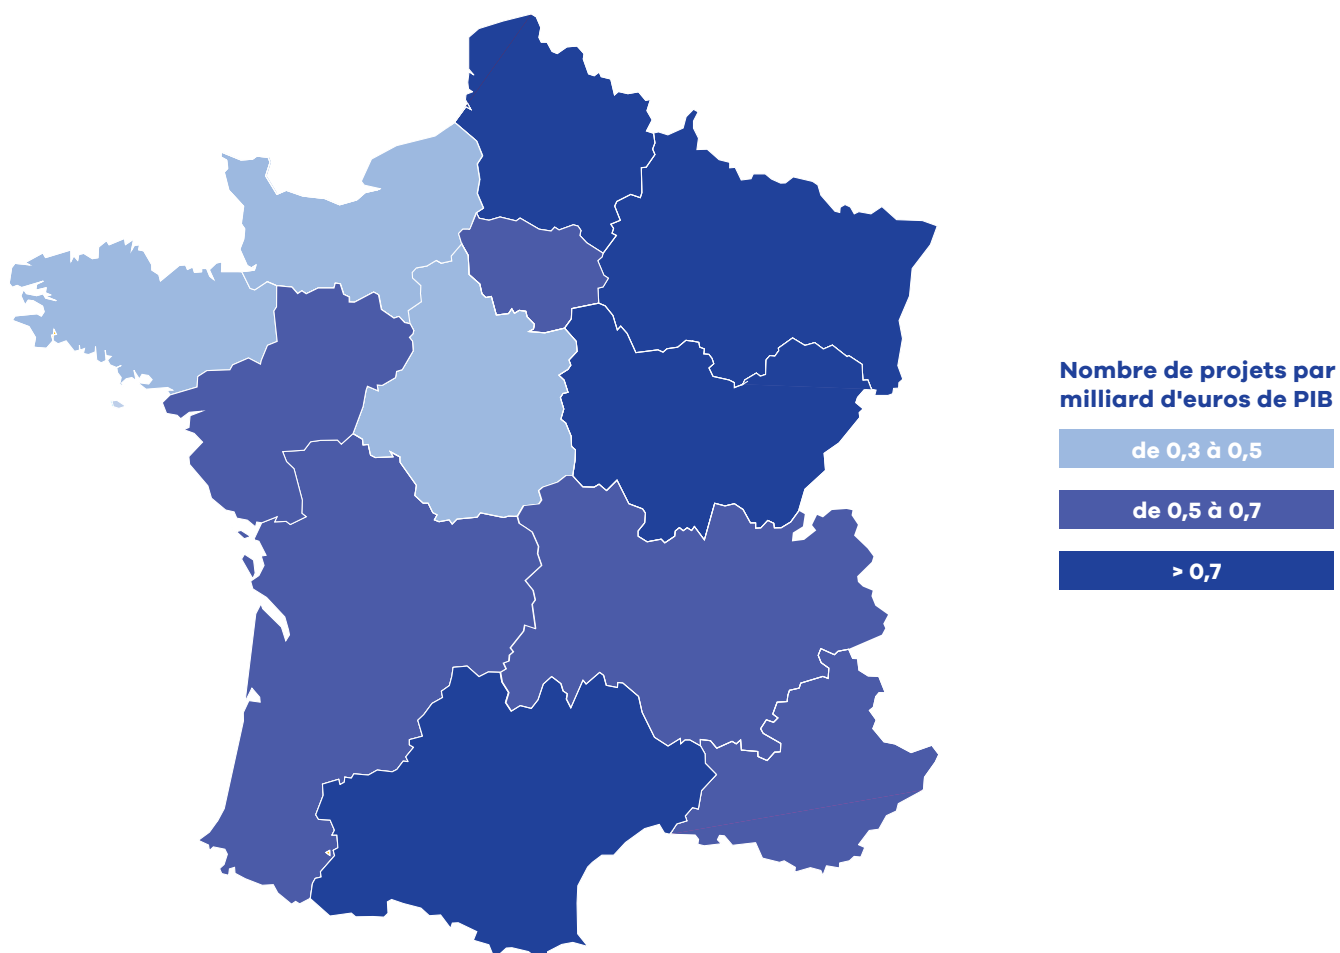 Nombre de projets par
milliard d'euros de PIB
de 0,3 à 0,5
de 0,5 à 0,7
> 0,7